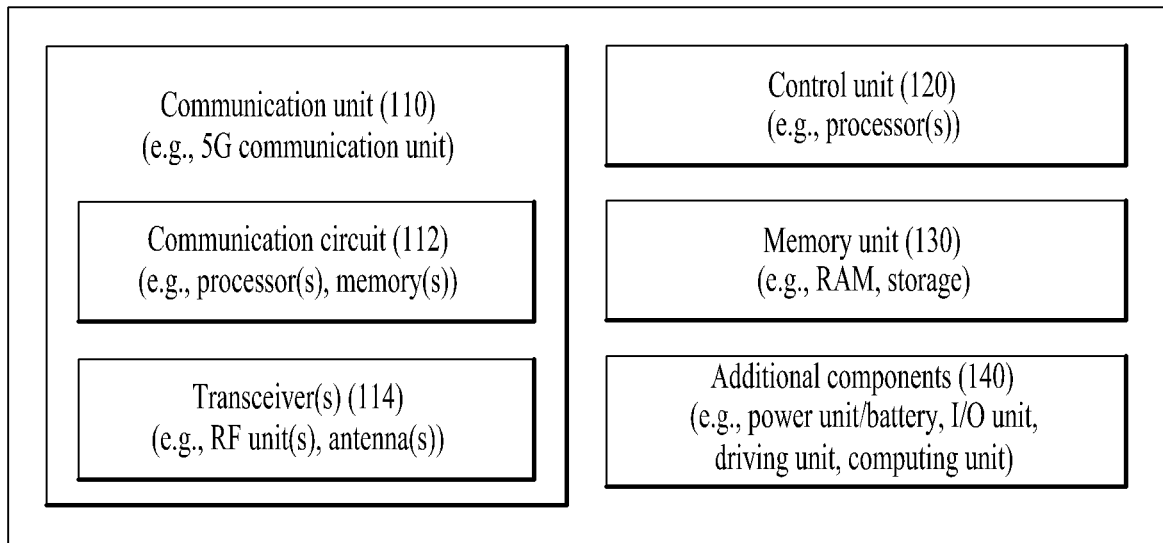 Communication unit (110)
(e.g., 5G communication unit)
Communication circuit (112)
(e.g., processor(s), memory(s))
Transceiver(s) (114)
(e.g., RF unit(s), antenna(s))
Control unit (120)
(e.g., processor(s))
Memory unit (130)
(e.g., RAM, storage)
Additional components (140)
(e.g., power unit/battery, I/O unit,
driving unit, computing unit)